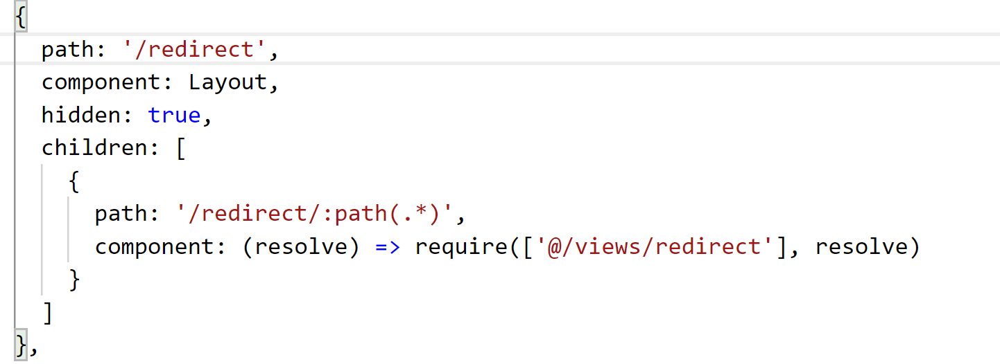 {
path: '/redirect',
component: Layout,
hidden: true,
children: [
{
path: '/redirect/:path(.*)',
component: (resolve) => require(['@/views/redirect'], resolve)
}
]
},